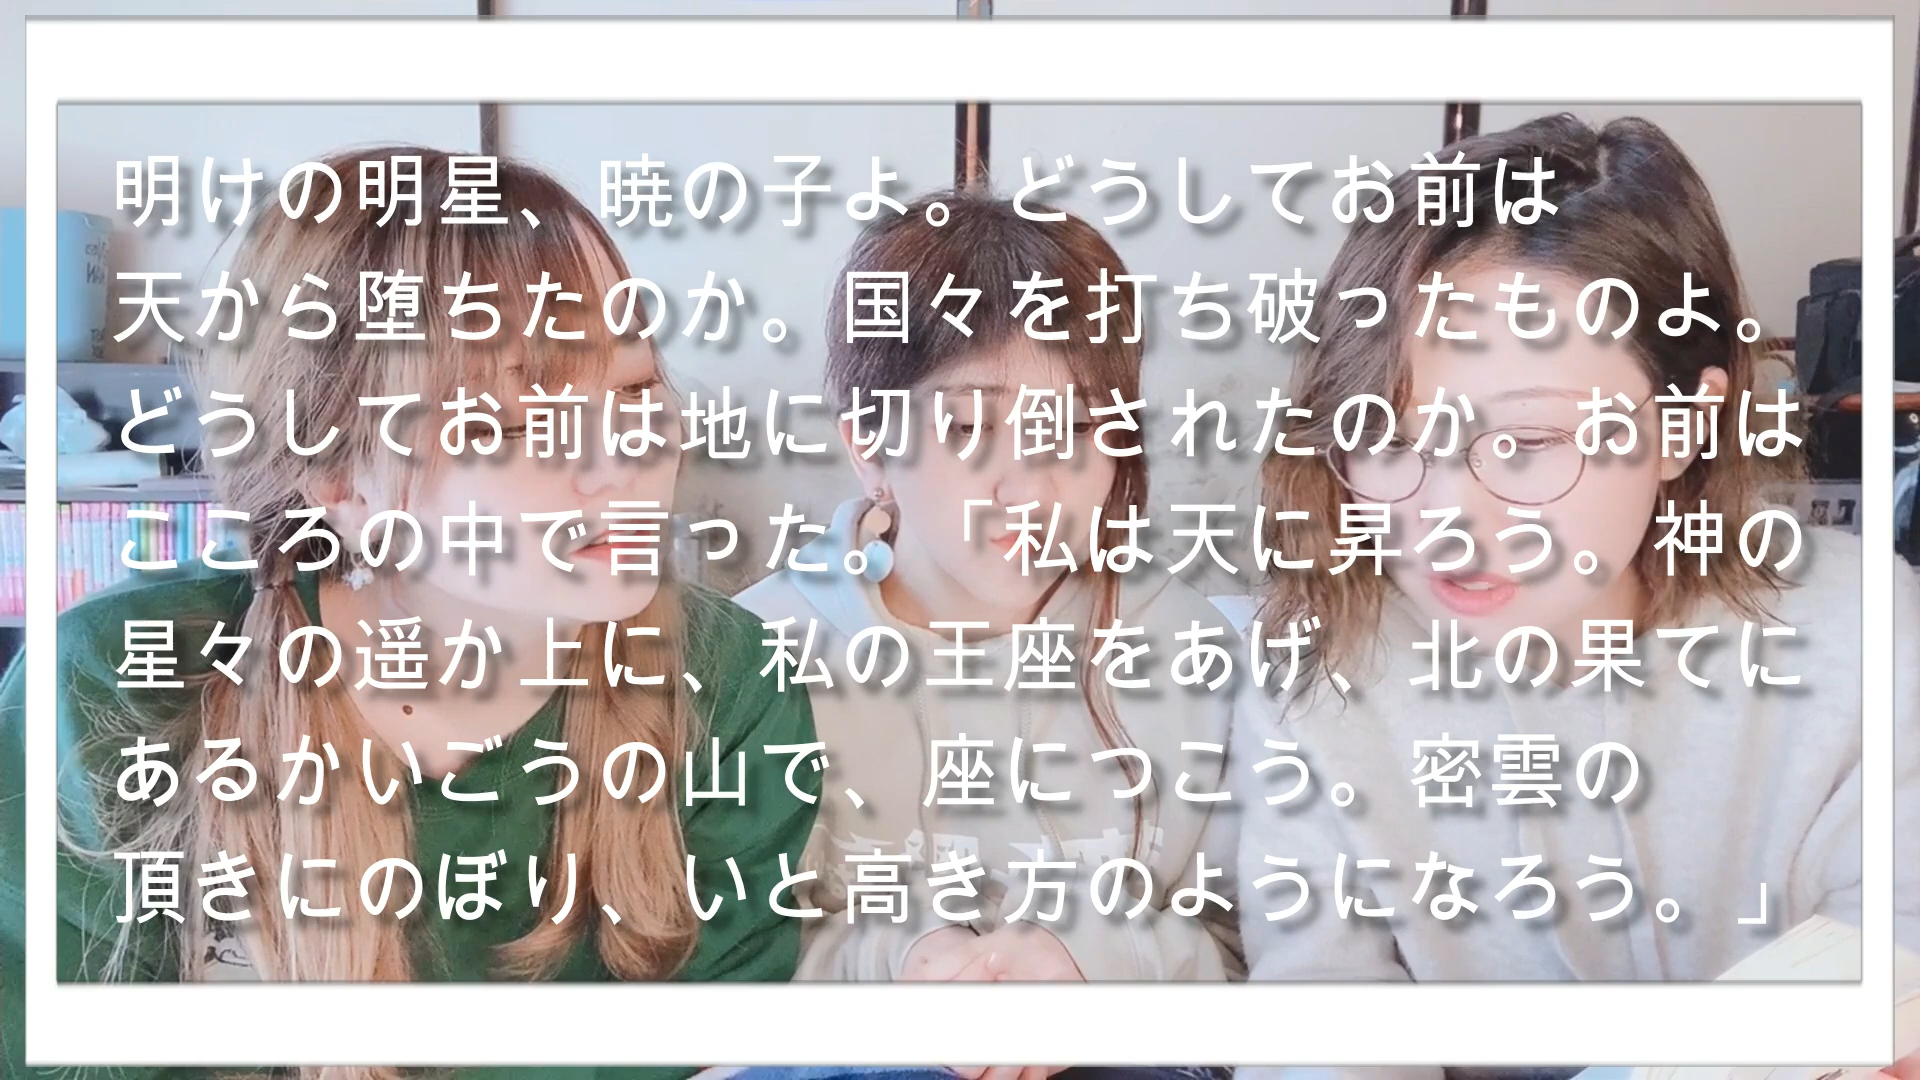 明けの明星、暁の子よ。どうしてお前は
天から堕ちたのか。国々を打ち破ったものよ。
どうしてお前は地に切り倒されたのか。お前は
こころの中で言った。「私は天に昇ろう。神の
星々の遥か上に、私の王座をあげ、北の果てに
あるかいごうの山で、座につこう。密雲の
頂きにのぼり、いと高き方のようになろう。」